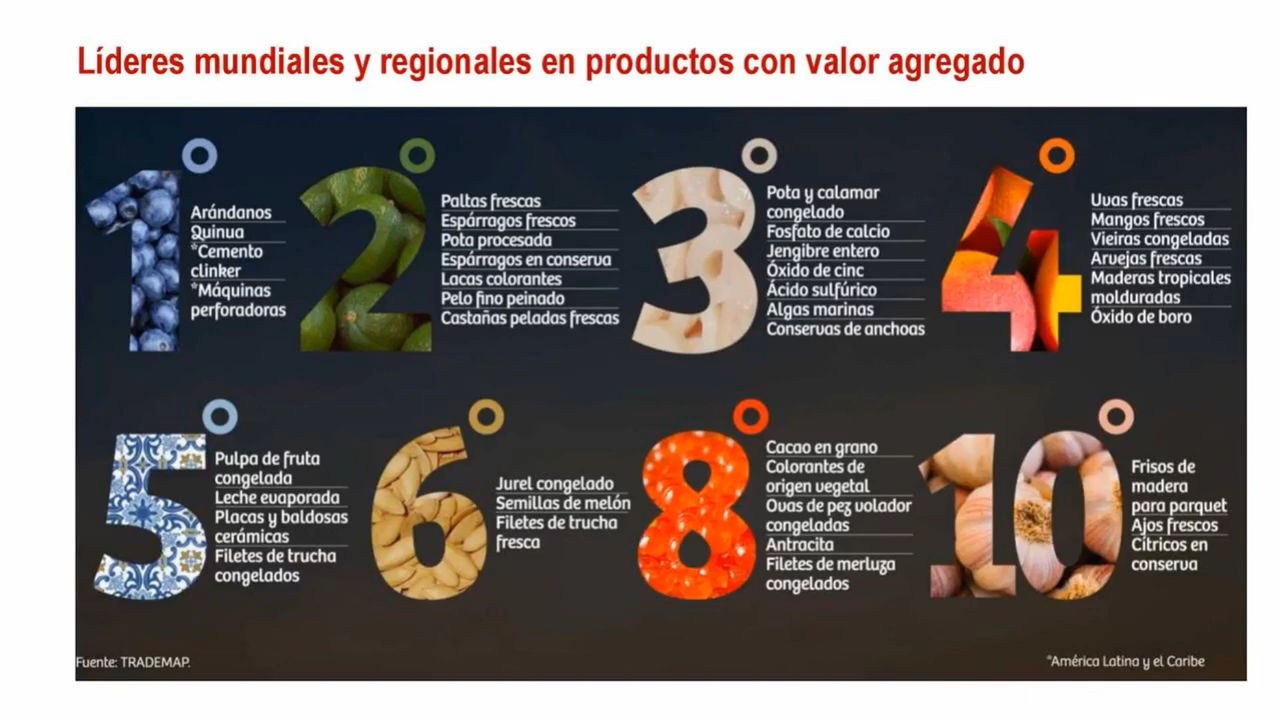 Líderes mundiales y regionales en productos con valor agregado
1°
Arándanos
Quinua
*Cemento
clinker
*Máquinas
perforadoras
2°
Paltas frescas
Espárragos frescos
Pota procesada
Espárragos en conserva
Lacas colorantes
Pelo fino peinado
Castañas peladas frescas
3°
Pota y calamar
congelado
Fosfato de calcio
Jengibre entero
Óxido de cinc
Ácido sulfúrico
Algas marinas
Conservas de anchoas
4°
Uvas frescas
Mangos frescos
Vieiras congeladas
Arvejas frescas
Maderas tropicales
molduradas
Óxido de boro
5°
Pulpa de fruta
congelada
Leche evaporada
Placas y baldosas
cerámicas
Filetes de trucha
congelados
6°
Jurel congelado
Semillas de melón
Filetes de trucha
fresca
8°
Cacao en grano
Colorantes de
origen vegetal
Ovas de pez volador
congeladas
Antracita
Filetes de merluza
congelados
10°
Frisos de
madera
para parquet
Ajos frescos
Cítricos en
conserva
Fuente: TRADEMAP.
*América Latina y el Caribe